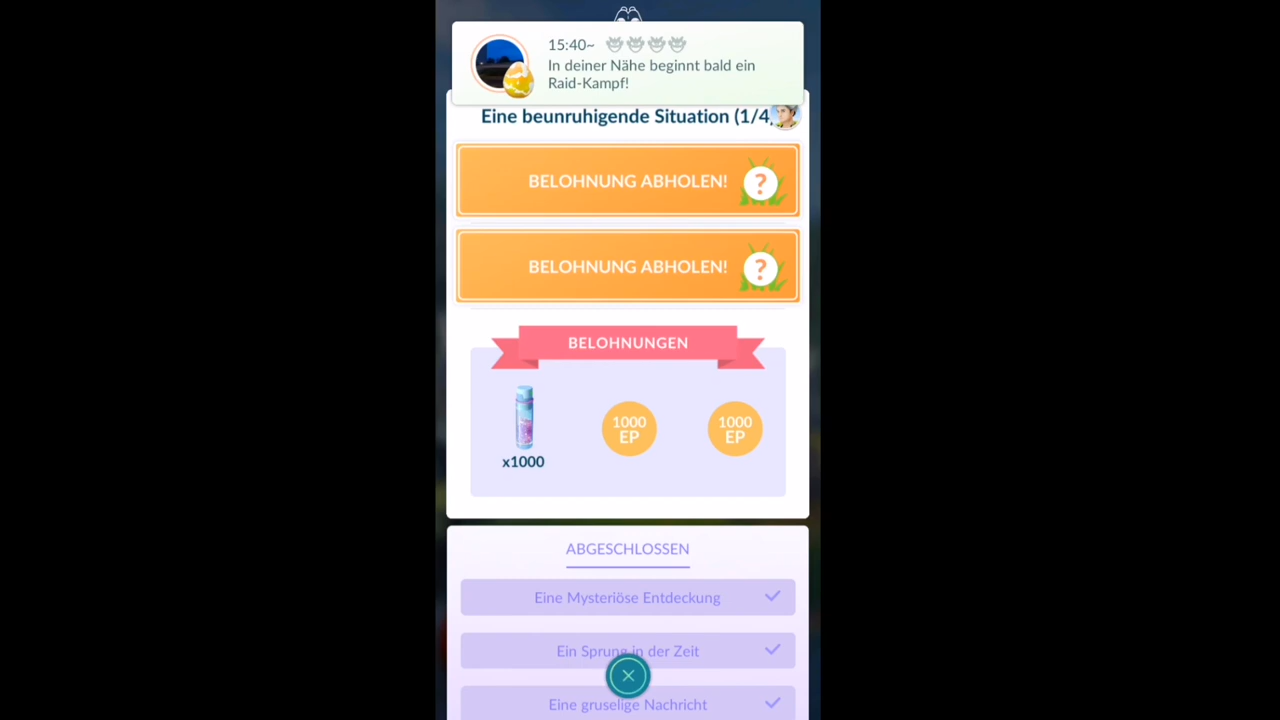 15:40~
In deiner Nähe beginnt bald ein
Raid-Kampf!
Eine beunruhigende Situation (1/4
BELOHNUNG ABHOLEN!
?
BELOHNUNG ABHOLEN!
?
BELOHNUNGEN
x1000
1000
EP
1000
EP
ABGESCHLOSSEN
Eine Mysteriöse Entdeckung
Ein Sprung in der Zeit
Eine gruselige Nachricht